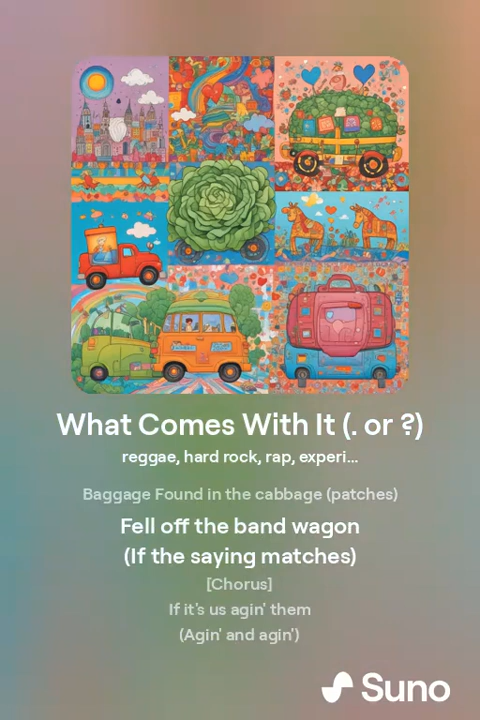 What Comes With It (. or ?)
reggae, hard rock, rap, experi...
Baggage Found in the cabbage (patches)
Fell off the band wagon
(If the saying matches)
[Chorus]
If it's us agin' them
(Agin' and agin')
Suno